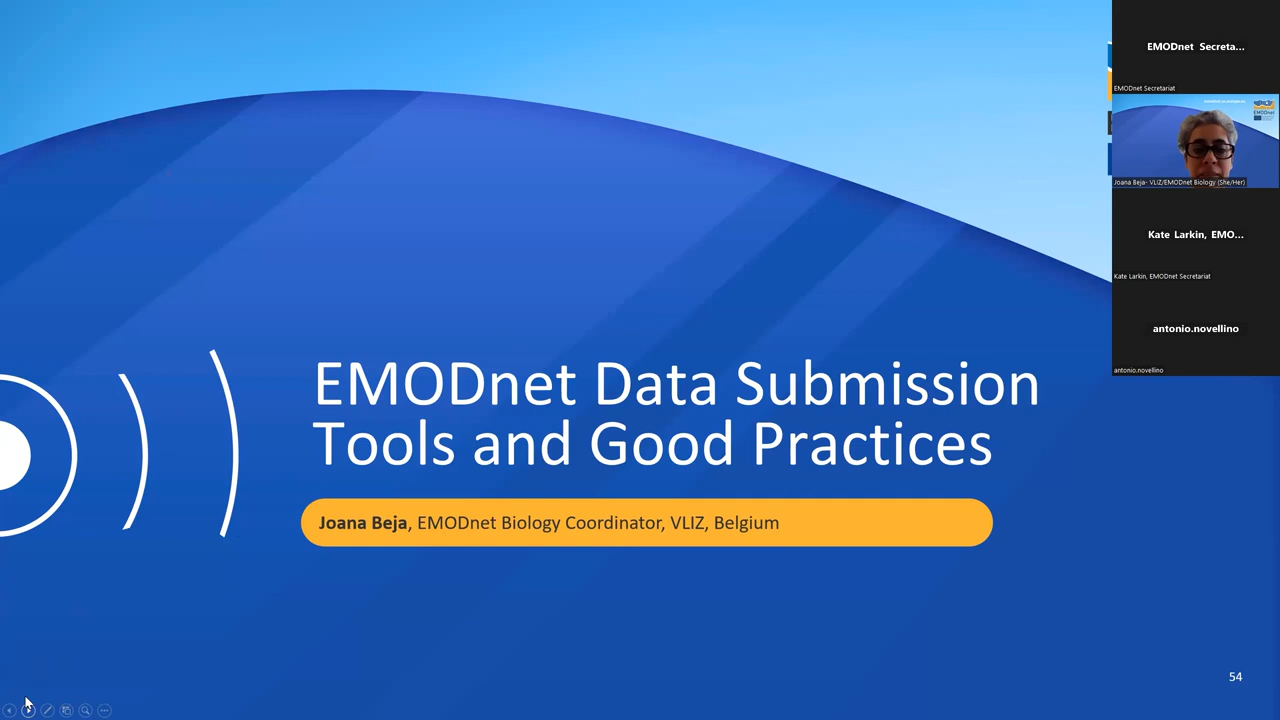 EMODnet Data Submission
Tools and Good Practices
Joana Beja, EMODnet Biology Coordinator, VLIZ, Belgium
54
EMODnet Secreta...
EMODnet Secretariat
EMODnet
Joana Beja- VLIZ/EMODnet Biology (She/Her)
Kate Larkin, EMO...
Kate Larkin, EMODnet Secretariat
antonio.novellino
antonio.novellino